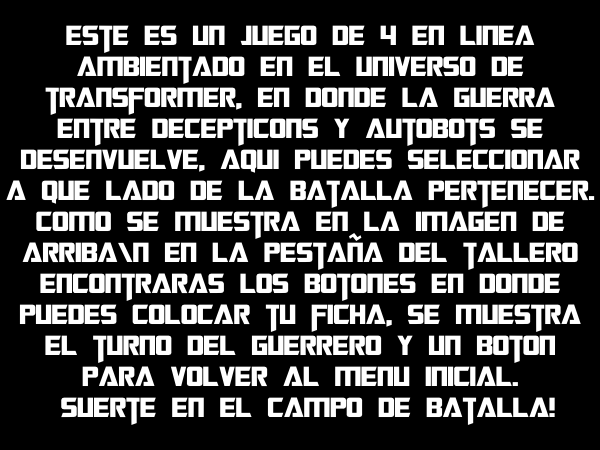 ESTE ES UN JUEGO DE 4 EN LINEA
AMBIENTADO EN EL UNIVERSO DE
TRANSFORMER, EN DONDE LA GUERRA
ENTRE DECEPTICONS Y AUTOBOTS SE
DESENVUELVE, AQUI PUEDES SELECCIONAR
A QUE LADO DE LA BATALLA PERTENECER.
COMO SE MUESTRA EN LA IMAGEN DE
ARRIBA\N EN LA PESTAÑA DEL TALLERO
ENCONTRARAS LOS BOTONES EN DONDE
PUEDES COLOCAR TU FICHA, SE MUESTRA
EL TURNO DEL GUERRERO Y UN BOTON
PARA VOLVER AL MENU INICIAL.
SUERTE EN EL CAMPO DE BATALLA!